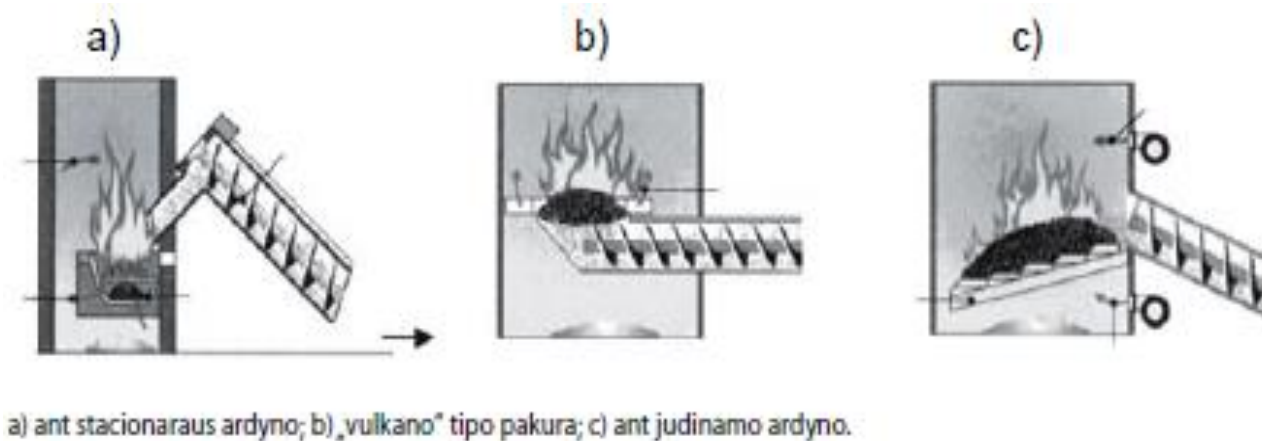 a) b) c)
a) ant stacionaraus ardyno; b) „vulkano" tipo pakura; c) ant judinamo ardyno.